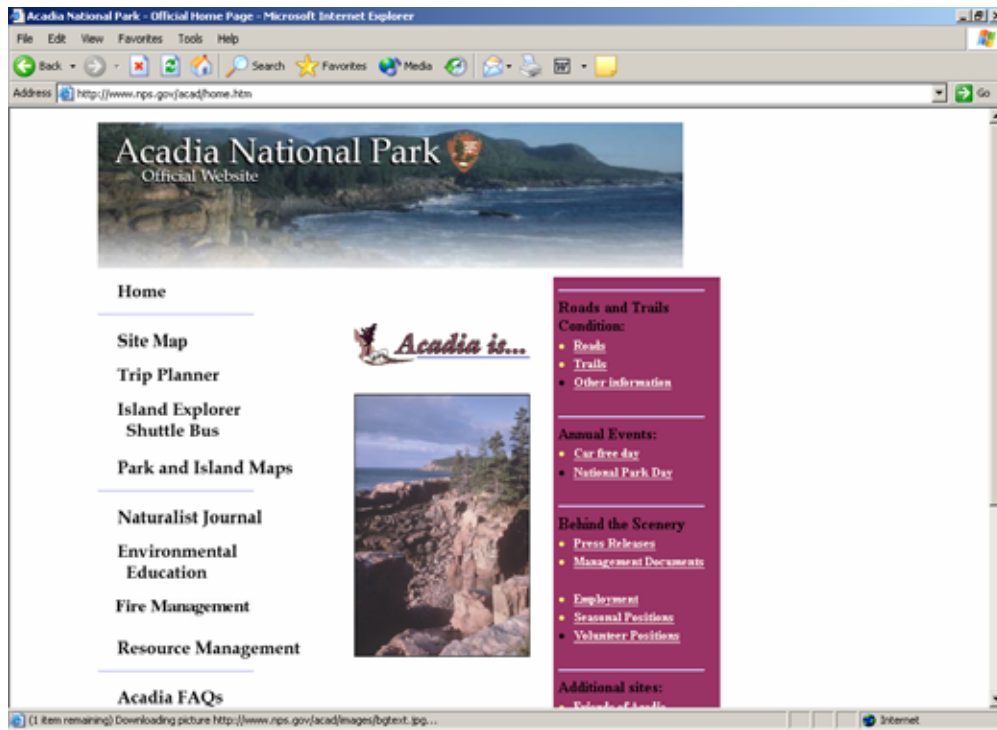 Acadia National Park - Official Home Page - Microsoft Internet Explorer
File Edit View Favorites Tools Help
Back Search Favorites Media
Address http://www.nps.gov/acad/home.htm Go
Acadia National Park
Official Website
Home
Site Map
Trip Planner
Island Explorer
Shuttle Bus
Park and Island Maps
Naturalist Journal
Environmental
Education
Fire Management
Resource Management
Acadia FAQs
Acadia is...
Roads and Trails
Condition:
Roads
Trails
Other information
Annual Events:
Car free day
National Park Day
Behind the Scenery
Press Releases
Management Documents
Employment
Seasonal Positions
Volunteer Positions
Additional sites:
Friends of Acadia
(1 item remaining) Downloading picture http://www.nps.gov/acad/images/bgtext.jpg...
Internet